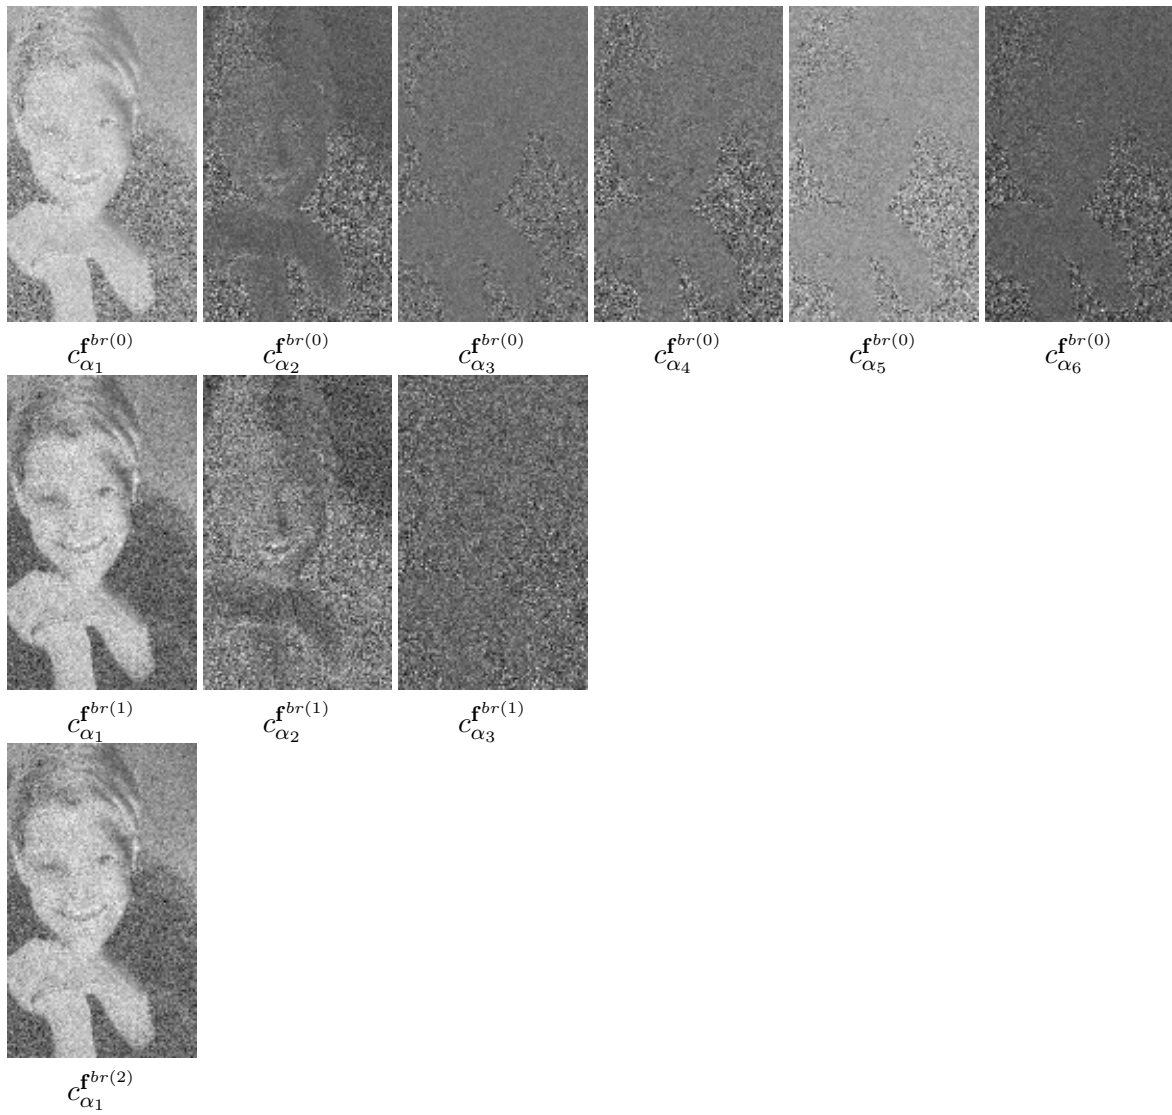 $c_{\alpha_1}^{\mathbf{f}^{br(0)}}$ $c_{\alpha_2}^{\mathbf{f}^{br(0)}}$ $c_{\alpha_3}^{\mathbf{f}^{br(0)}}$ $c_{\alpha_4}^{\mathbf{f}^{br(0)}}$ $c_{\alpha_5}^{\mathbf{f}^{br(0)}}$ $c_{\alpha_6}^{\mathbf{f}^{br(0)}}$
$c_{\alpha_1}^{\mathbf{f}^{br(1)}}$ $c_{\alpha_2}^{\mathbf{f}^{br(1)}}$ $c_{\alpha_3}^{\mathbf{f}^{br(1)}}$
$c_{\alpha_1}^{\mathbf{f}^{br(2)}}$